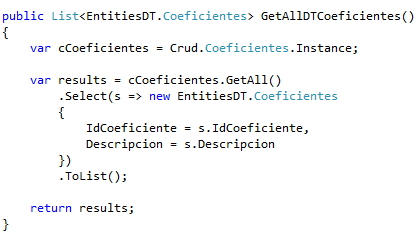 public List<EntitiesDT.Coeficientes> GetAllDTCoeficientes()
{
    var cCoeficientes = Crud.Coeficientes.Instance;

    var results = cCoeficientes.GetAll()
        .Select(s => new EntitiesDT.Coeficientes
        {
            IdCoeficiente = s.IdCoeficiente,
            Descripcion = s.Descripcion
        })
        .ToList();

    return results;
}